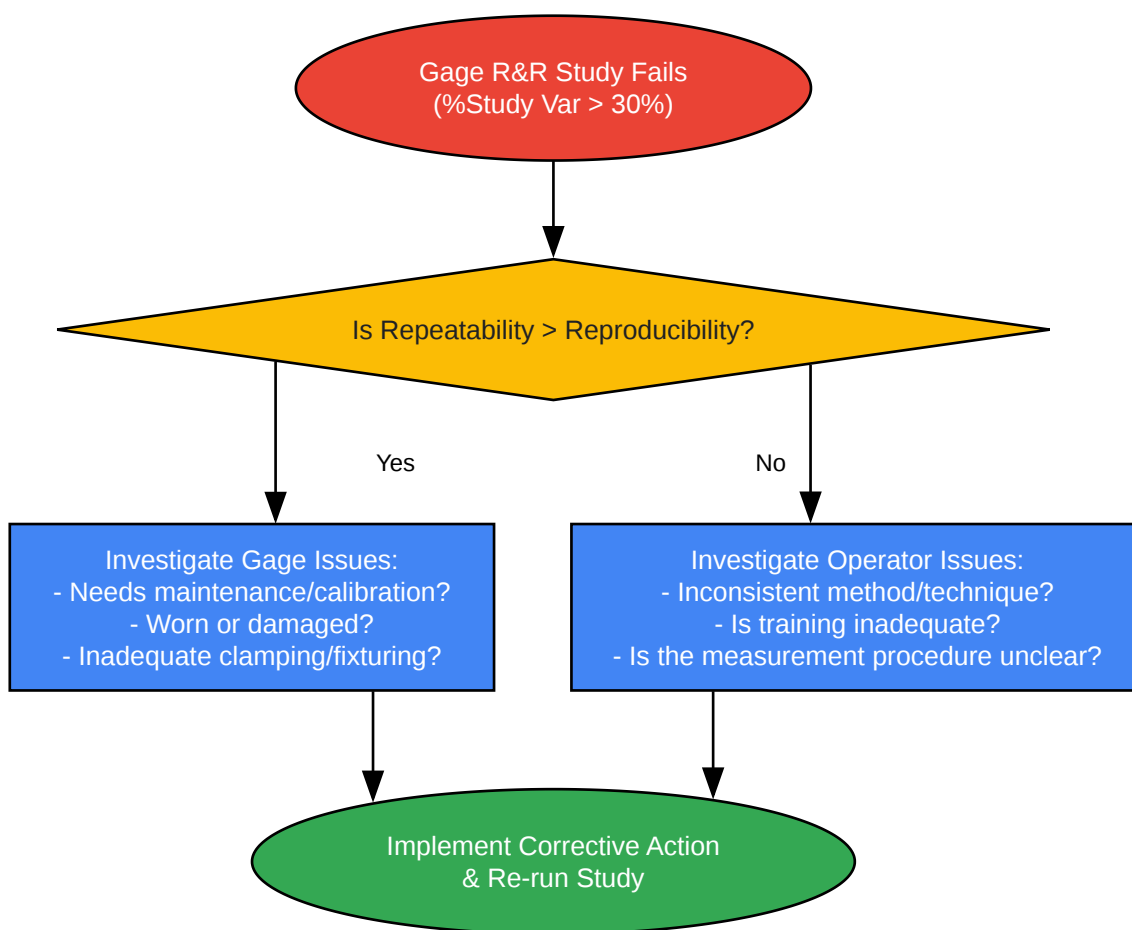 Gage R&R Study Fails
(%Study Var > 30%)
Is Repeatability > Reproducibility?
Yes
No
Investigate Gage Issues:
- Needs maintenance/calibration?
- Worn or damaged?
- Inadequate clamping/fixturing?
Investigate Operator Issues:
- Inconsistent method/technique?
- Is training inadequate?
- Is the measurement procedure unclear?
Implement Corrective Action
& Re-run Study